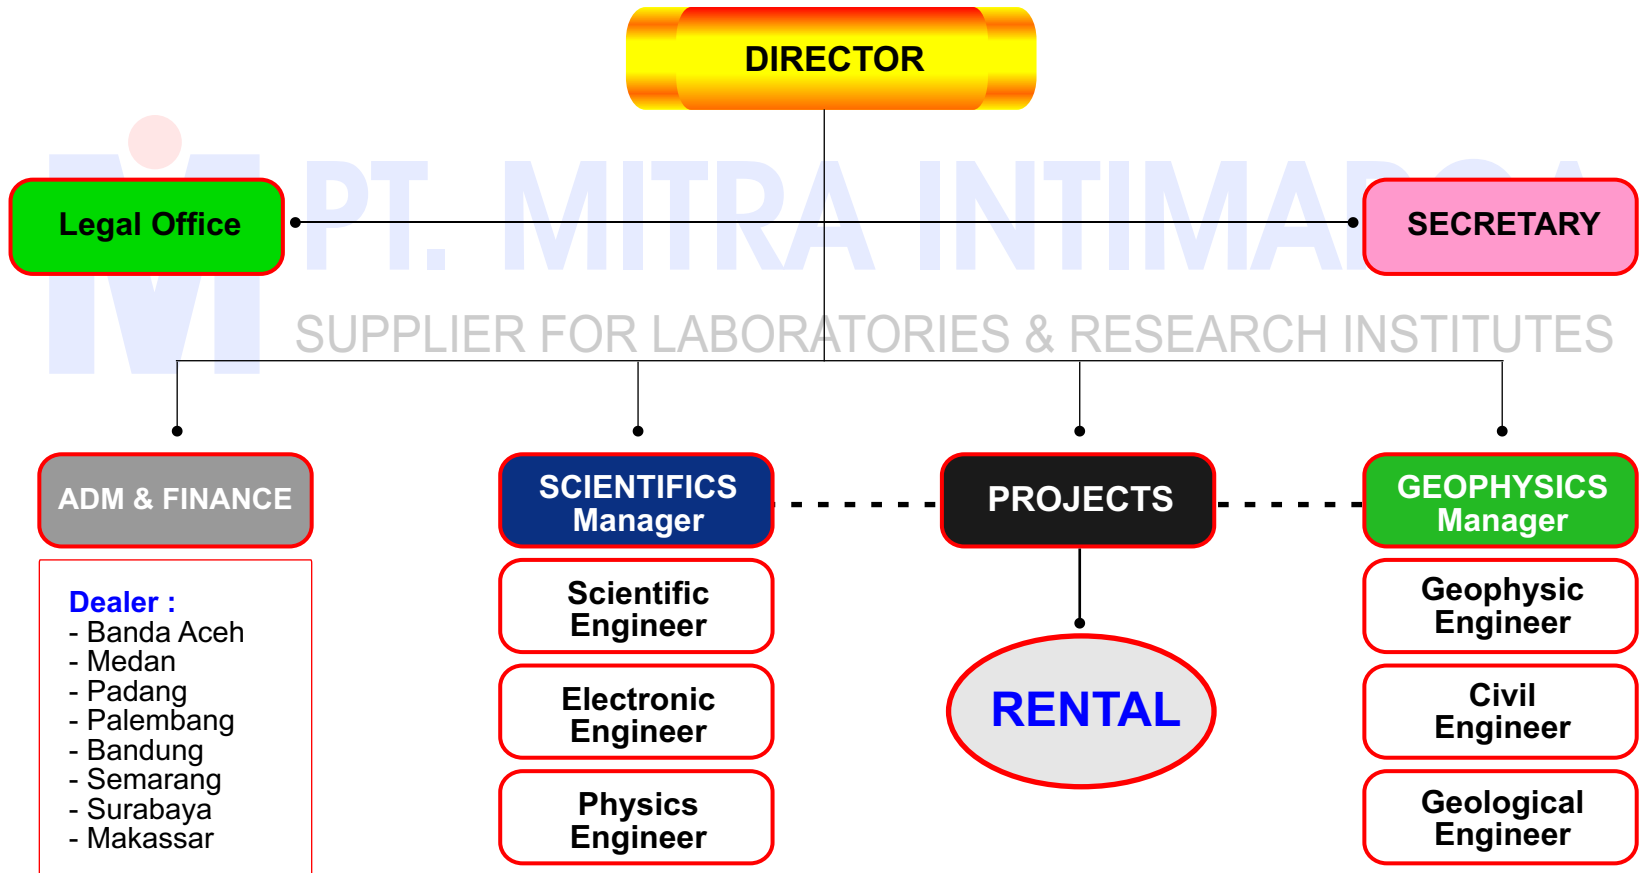 DIRECTOR
PT. MITRA INTIMARGA
Legal Office
SECRETARY
SUPPLIER FOR LABORATORIES & RESEARCH INSTITUTES
ADM & FINANCE
SCIENTIFICS
Manager
PROJECTS
GEOPHYSICS
Manager
Dealer :
- Banda Aceh
- Medan
- Padang
- Palembang
- Bandung
- Semarang
- Surabaya
- Makassar
Scientific
Engineer
Electronic
Engineer
Physics
Engineer
RENTAL
Geophysic
Engineer
Civil
Engineer
Geological
Engineer